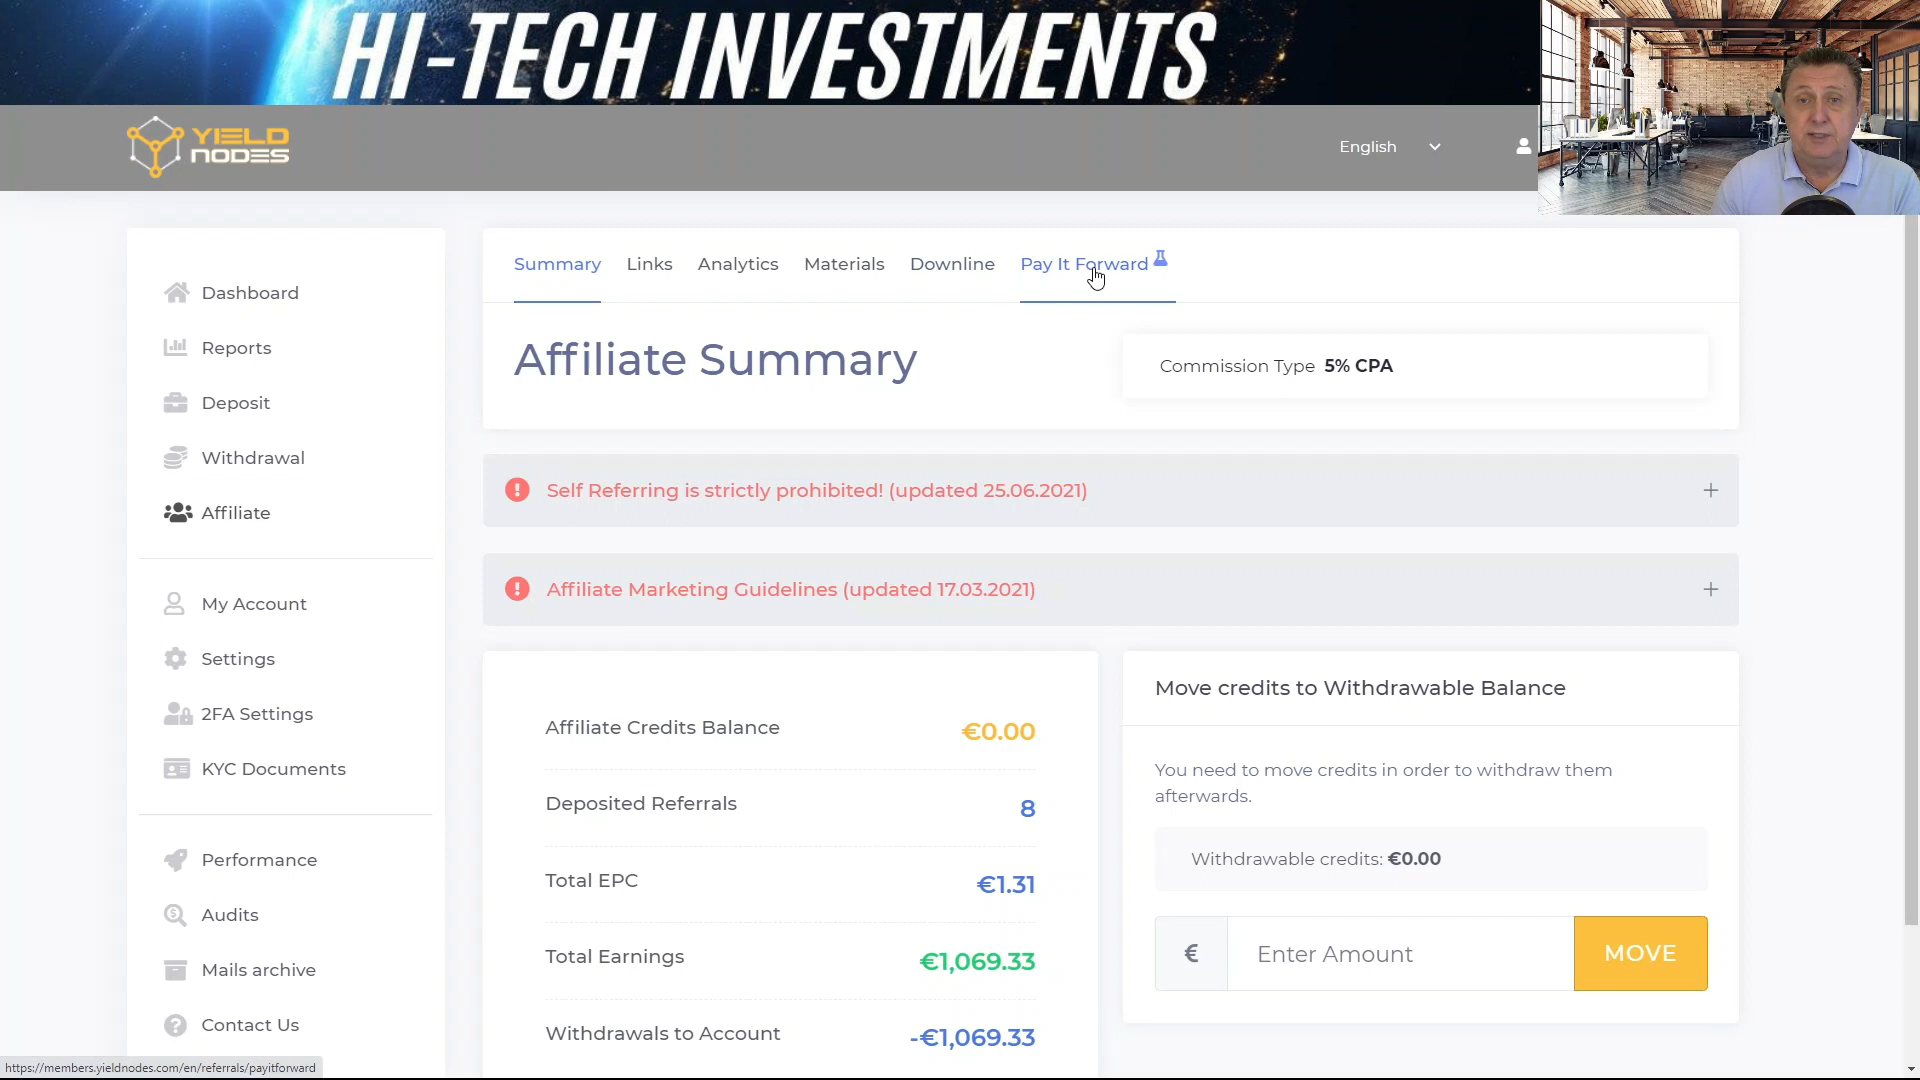 HI-TECH INVESTMENTS
YIELD
NODES
English
Dashboard
Reports
Deposit
Withdrawal
Affiliate
My Account
Settings
2FA Settings
KYC Documents
Performance
Audits
Mails archive
Contact Us
Summary Links Analytics Materials Downline Pay It Forward
Affiliate Summary
Commission Type 5% CPA
Self Referring is strictly prohibited! (updated 25.06.2021)
Affiliate Marketing Guidelines (updated 17.03.2021)
Affiliate Credits Balance €0.00
Deposited Referrals 8
Total EPC €1.31
Total Earnings €1,069.33
Withdrawals to Account -€1,069.33
Move credits to Withdrawable Balance
You need to move credits in order to withdraw them
afterwards.
Withdrawable credits: €0.00
€ Enter Amount MOVE
https://members.yieldnodes.com/en/referrals/payitforward